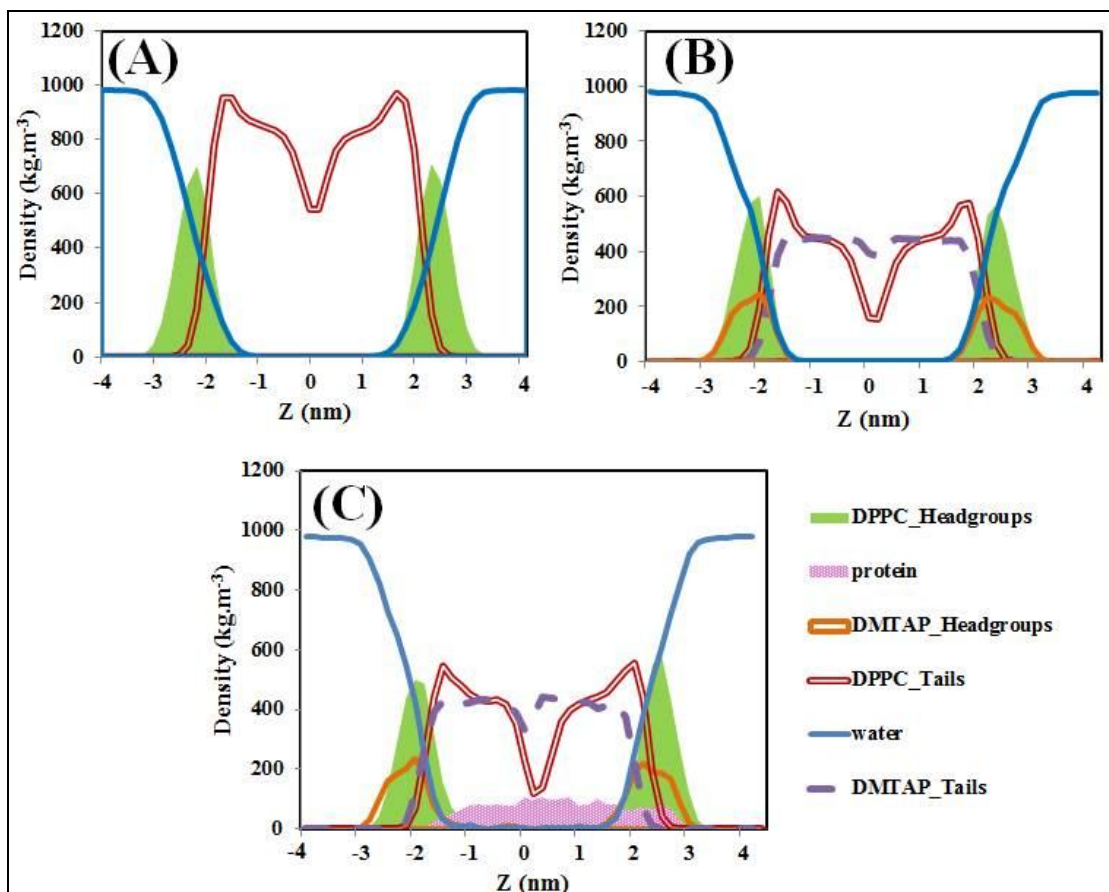 (A)
Density (kg.m-3)
1200
1000
800
600
400
200
0
-4 -3 -2 -1 0 1 2 3 4
Z (nm)
(B)
Density (kg.m-3)
1200
1000
800
600
400
200
0
-4 -3 -2 -1 0 1 2 3 4
Z (nm)
(C)
Density (kg.m-3)
1200
1000
800
600
400
200
0
-4 -3 -2 -1 0 1 2 3 4
Z (nm)
DPPC_Headgroups
protein
DMTAP_Headgroups
DPPC_Tails
water
DMTAP_Tails